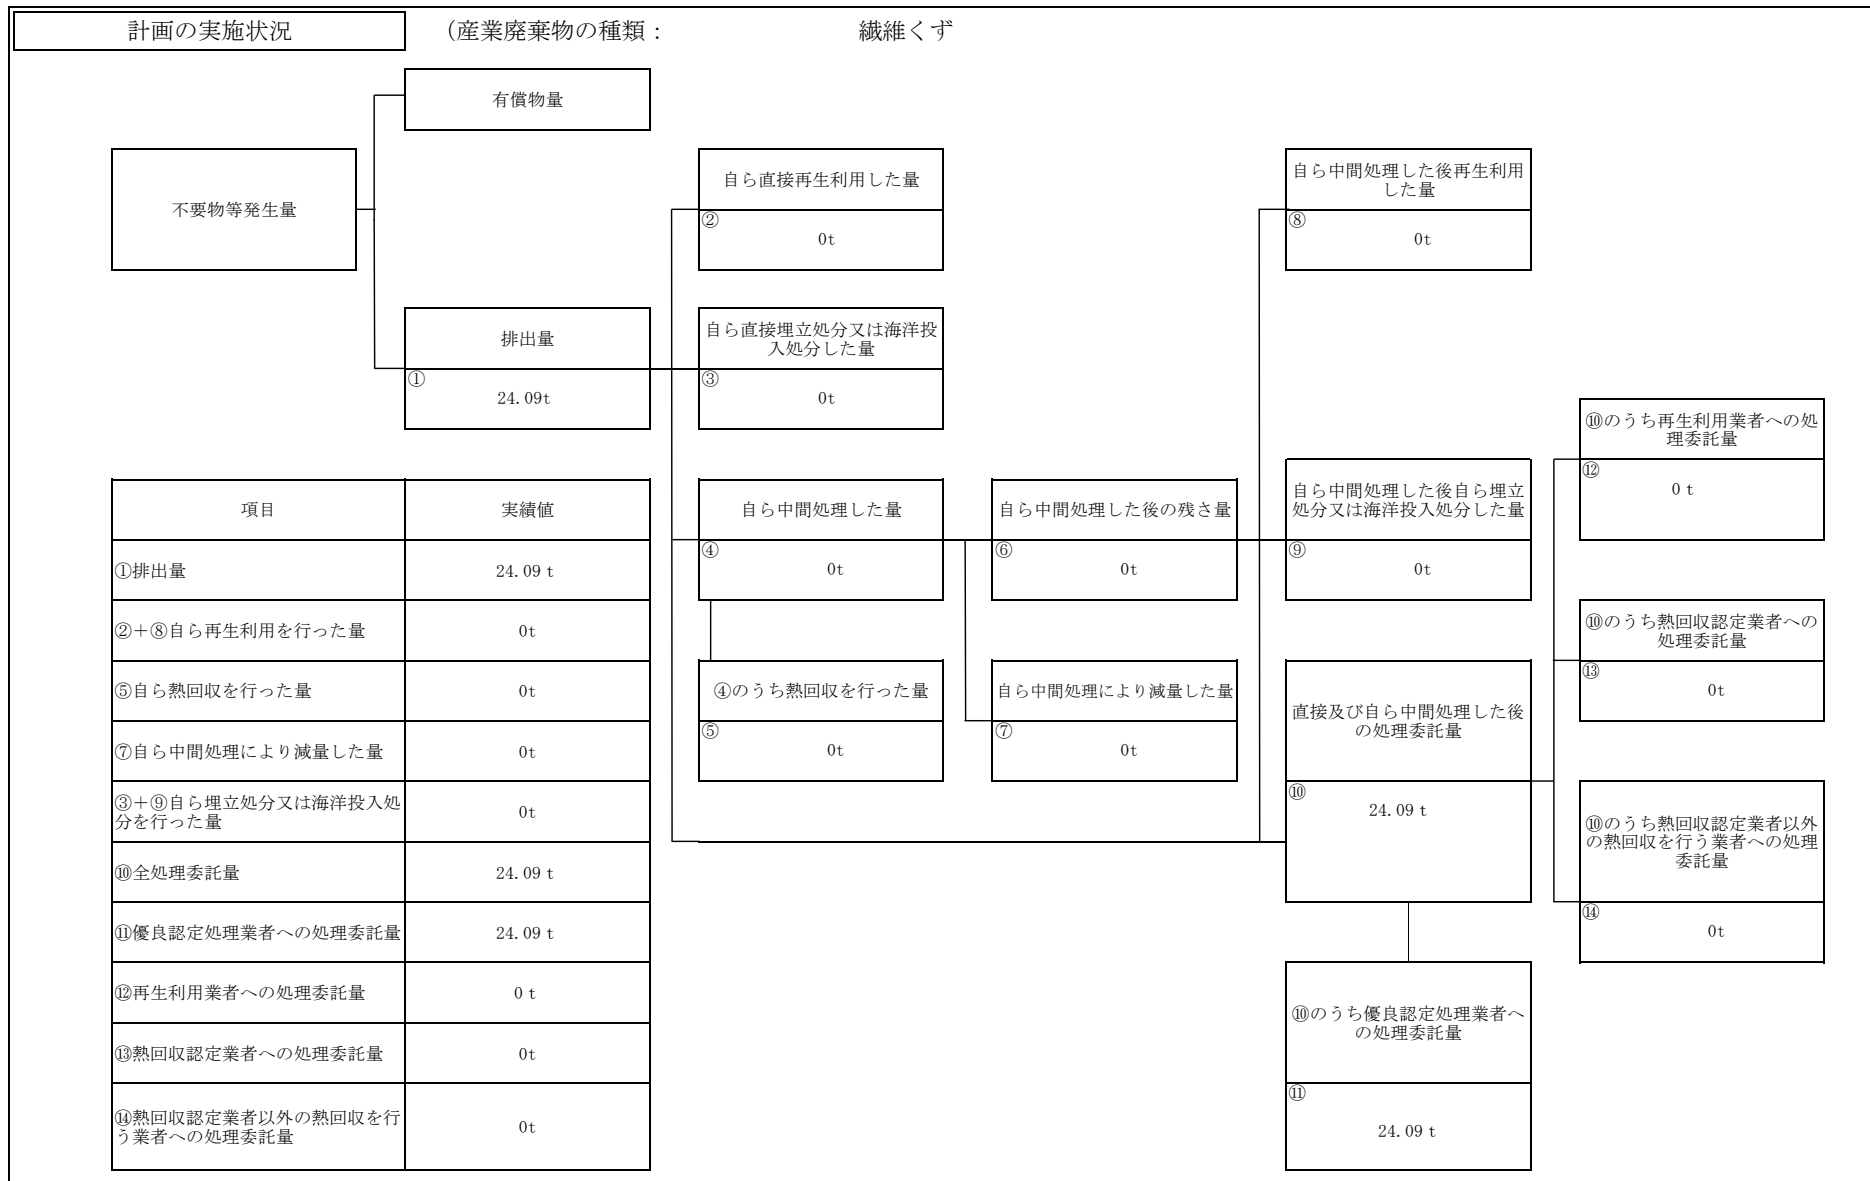 計画の実施状況
(産業廃棄物の種類： 繊維くず
有償物量
不要物等発生量
排出量
①
24.09t
自ら直接再生利用した量
②
0t
自ら直接埋立処分又は海洋投
入処分した量
③
0t
自ら中間処理した後再生利用
した量
⑧
0t
自ら中間処理した量
④
0t
④のうち熱回収を行った量
⑤
0t
自ら中間処理した後の残さ量
⑥
0t
自ら中間処理により減量した量
⑦
0t
自ら中間処理した後自ら埋立
処分又は海洋投入処分した量
⑨
0t
直接及び自ら中間処理した後
の処理委託量
⑩
24.09 t
⑩のうち優良認定処理業者へ
の処理委託量
⑪
24.09 t
⑩のうち再生利用業者への処
理委託量
⑫
0 t
⑩のうち熱回収認定業者への
処理委託量
⑬
0t
⑩のうち熱回収認定業者以外
の熱回収を行う業者への処理
委託量
⑭
0t
項目 実績値
①排出量 24.09 t
②＋⑧自ら再生利用を行った量 0t
⑤自ら熱回収を行った量 0t
⑦自ら中間処理により減量した量 0t
③＋⑨自ら埋立処分又は海洋投入処
分を行った量 0t
⑩全処理委託量 24.09 t
⑪優良認定処理業者への処理委託量 24.09 t
⑫再生利用業者への処理委託量 0 t
⑬熱回収認定業者への処理委託量 0t
⑭熱回収認定業者以外の熱回収を行
う業者への処理委託量 0t